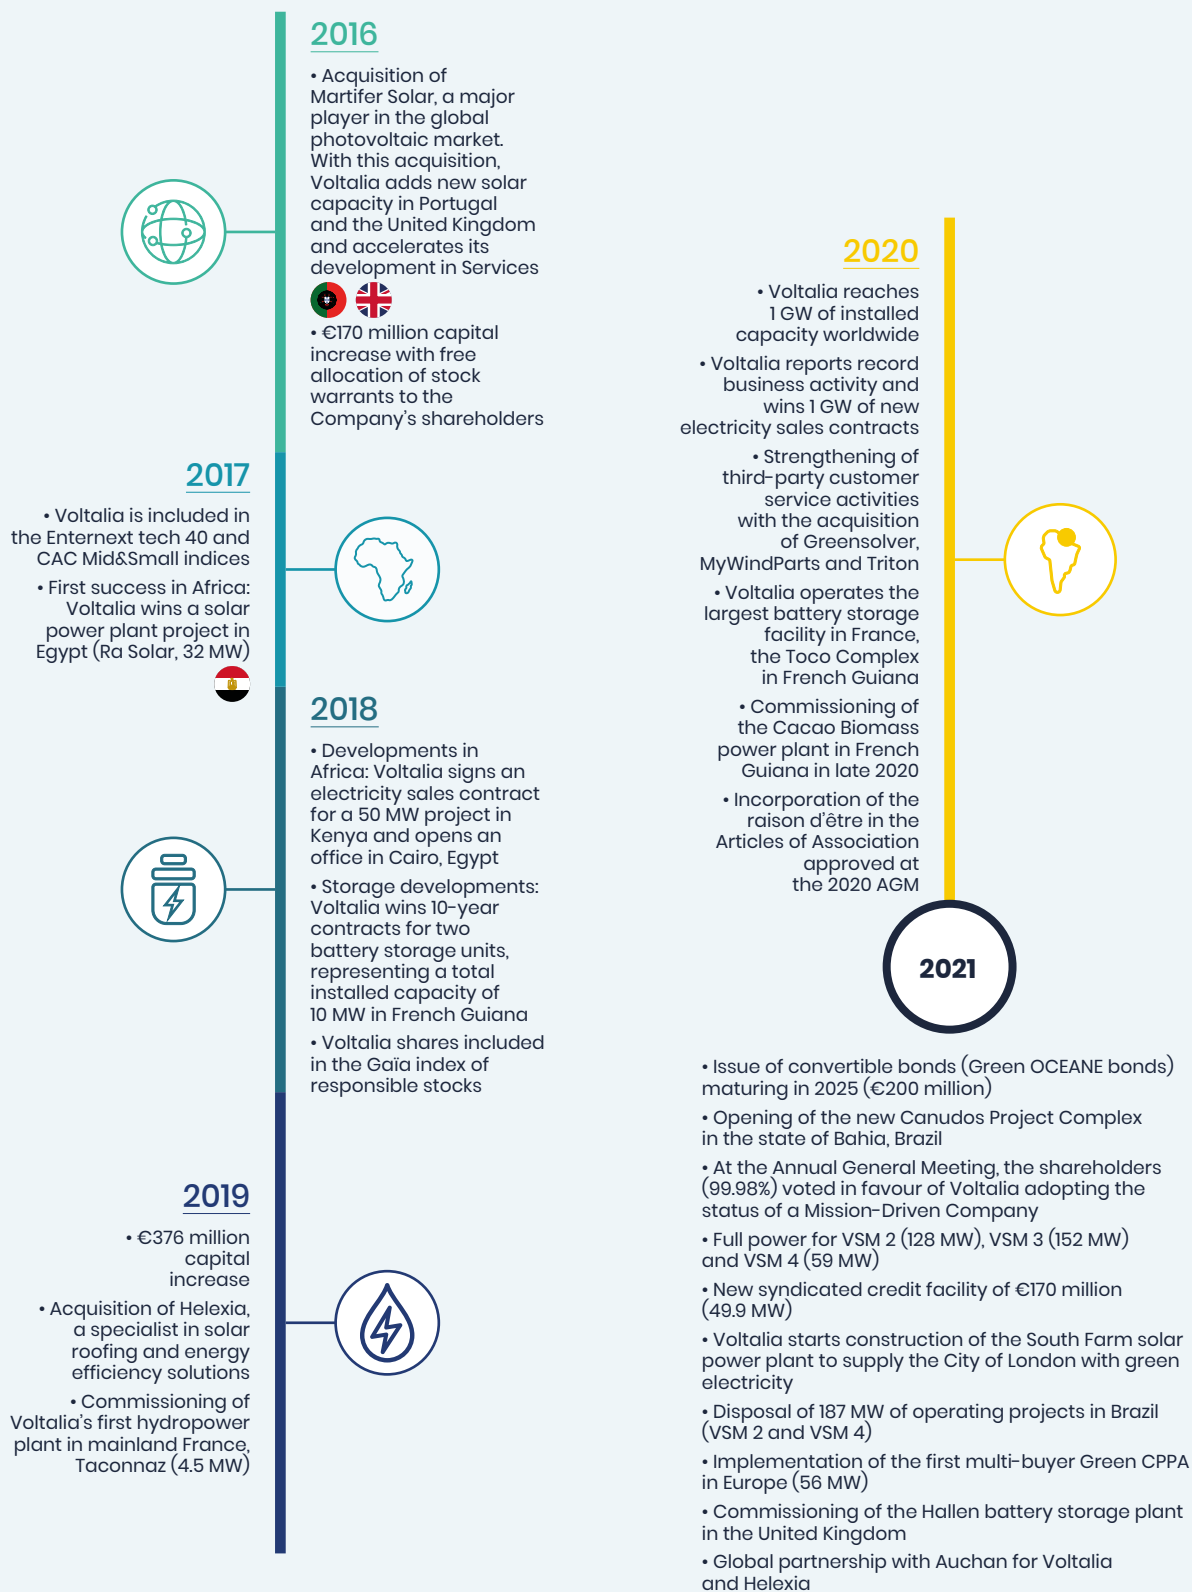 2016
• Acquisition of
Martifer Solar, a major
player in the global
photovoltaic market.
With this acquisition,
Voltalia adds new solar
capacity in Portugal
and the United Kingdom
and accelerates its
development in Services
• €170 million capital
increase with free
allocation of stock
warrants to the
Company’s shareholders
2017
• Voltalia is included in
the Enternext tech 40 and
CAC Mid&Small indices
• First success in Africa:
Voltalia wins a solar
power plant project in
Egypt (Ra Solar, 32 MW)
2018
• Developments in
Africa: Voltalia signs an
electricity sales contract
for a 50 MW project in
Kenya and opens an
office in Cairo, Egypt
• Storage developments:
Voltalia wins 10-year
contracts for two
battery storage units,
representing a total
installed capacity of
10 MW in French Guiana
• Voltalia shares included
in the Gaïa index of
responsible stocks
2019
• €376 million
capital
increase
• Acquisition of Helexia,
a specialist in solar
roofing and energy
efficiency solutions
• Commissioning of
Voltalia’s first hydropower
plant in mainland France,
Taconnaz (4.5 MW)
2020
• Voltalia reaches
1 GW of installed
capacity worldwide
• Voltalia reports record
business activity and
wins 1 GW of new
electricity sales contracts
• Strengthening of
third-party customer
service activities
with the acquisition
of Greensolver,
MyWindParts and Triton
• Voltalia operates the
largest battery storage
facility in France,
the Toco Complex
in French Guiana
• Commissioning of
the Cacao Biomass
power plant in French
Guiana in late 2020
• Incorporation of the
raison d’être in the
Articles of Association
approved at
the 2020 AGM
2021
• Issue of convertible bonds (Green OCEANE bonds)
maturing in 2025 (€200 million)
• Opening of the new Canudos Project Complex
in the state of Bahia, Brazil
• At the Annual General Meeting, the shareholders
(99.98%) voted in favour of Voltalia adopting the
status of a Mission-Driven Company
• Full power for VSM 2 (128 MW), VSM 3 (152 MW)
and VSM 4 (59 MW)
• New syndicated credit facility of €170 million
(49.9 MW)
• Voltalia starts construction of the South Farm solar
power plant to supply the City of London with green
electricity
• Disposal of 187 MW of operating projects in Brazil
(VSM 2 and VSM 4)
• Implementation of the first multi-buyer Green CPPA
in Europe (56 MW)
• Commissioning of the Hallen battery storage plant
in the United Kingdom
• Global partnership with Auchan for Voltalia
and Helexia